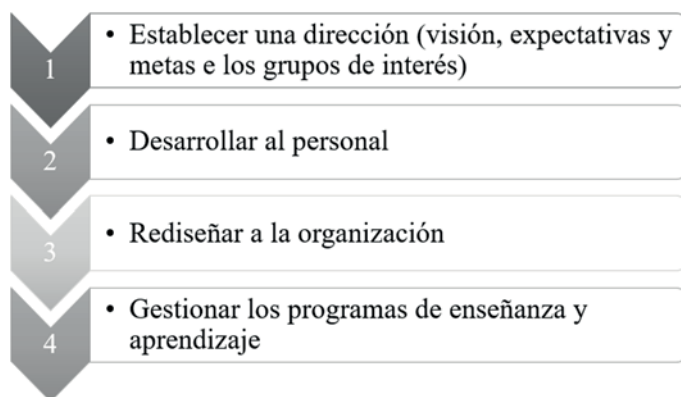 1
• Establecer una dirección (visión, expectativas y
metas e los grupos de interés)
2
• Desarrollar al personal
3
• Rediseñar a la organización
4
• Gestionar los programas de enseñanza y
aprendizaje